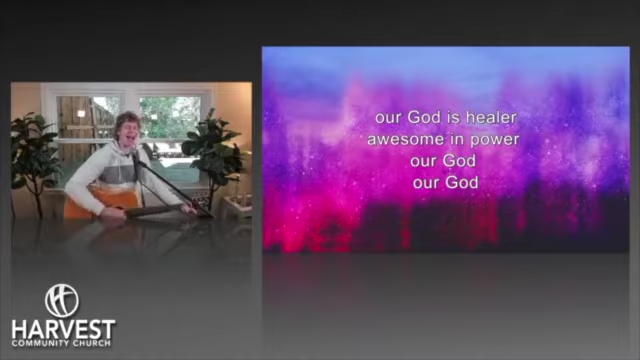 our God is healer
awesome in power
our God
our God
HARVEST
COMMUNITY CHURCH